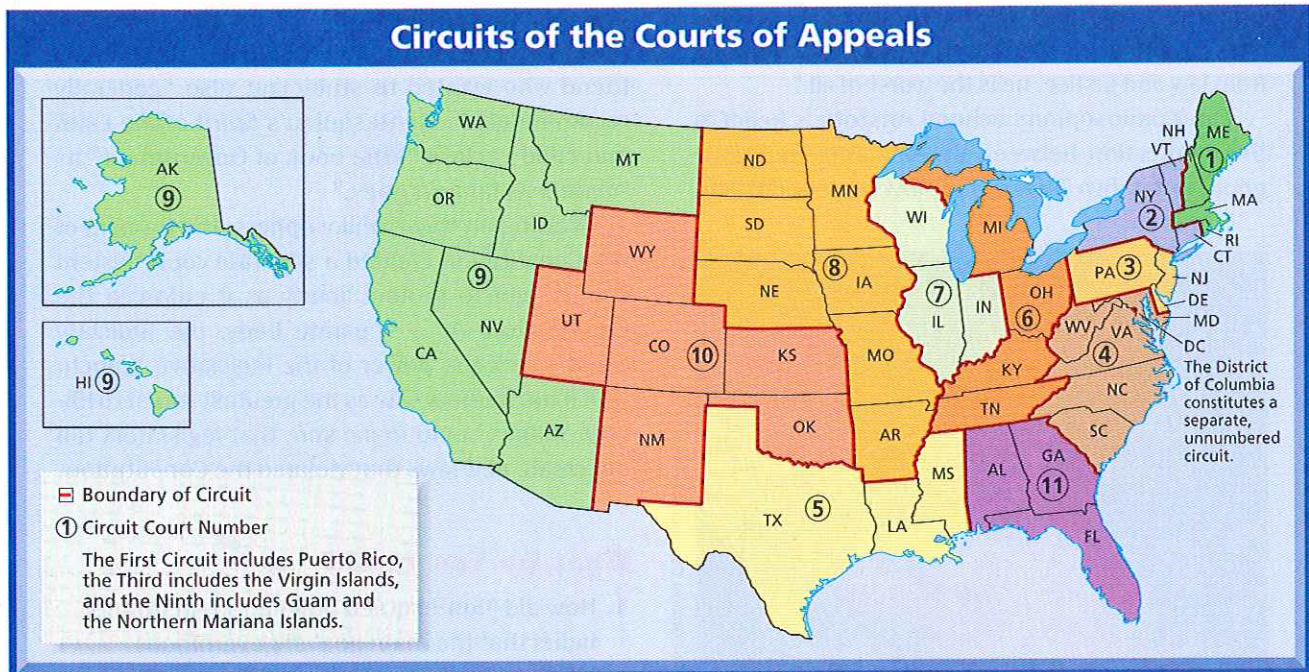 Circuits of the Courts of Appeals
AK
⑨
HI ⑨
WA
OR
CA
NV
ID
⑨
MT
AZ
WY
UT
CO
⑩
KS
OK
NM
ND
SD
NE
MN
⑧
IA
MO
AR
TX
⑤
LA
MS
WI
⑦
IL
IN
MI
OH
⑥
KY
TN
AL
GA
⑪
FL
WV
VA
④
NC
SC
PA ③
NY
②
NH
VT
ME
①
MA
RI
CT
NJ
DE
MD
DC
The District
of Columbia
constitutes a
separate,
unnumbered
circuit.
Boundary of Circuit
① Circuit Court Number
The First Circuit includes Puerto Rico,
the Third includes the Virgin Islands,
and the Ninth includes Guam and
the Northern Mariana Islands.